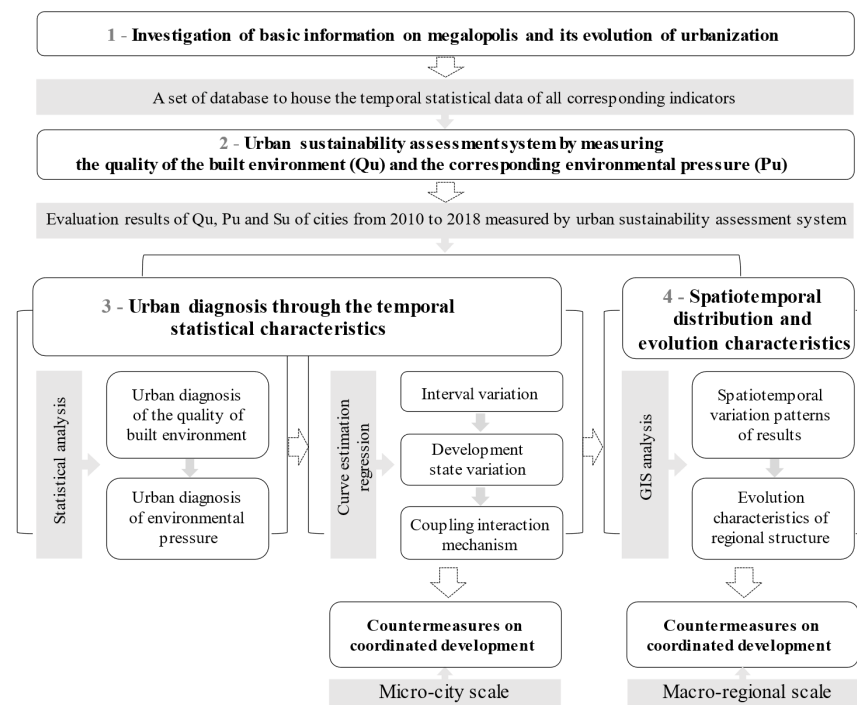 1 - Investigation of basic information on megalopolis and its evolution of urbanization
A set of database to house the temporal statistical data of all corresponding indicators
2 - Urban sustainability assessment system by measuring
the quality of the built environment (Qu) and the corresponding environmental pressure (Pu)
Evaluation results of Qu, Pu and Su of cities from 2010 to 2018 measured by urban sustainability assessment system
3 - Urban diagnosis through the temporal
statistical characteristics
Statistical analysis
Urban diagnosis
of the quality of
built environment
Urban diagnosis
of environmental
pressure
Curve estimation
regression
Interval variation
Development
state variation
Coupling interaction
mechanism
4 - Spatiotemporal
distribution and
evolution characteristics
GIS analysis
Spatiotemporal
variation patterns
of results
Evolution
characteristics of
regional structure
Countermeasures on
coordinated development
Micro-city scale
Countermeasures on
coordinated development
Macro-regional scale